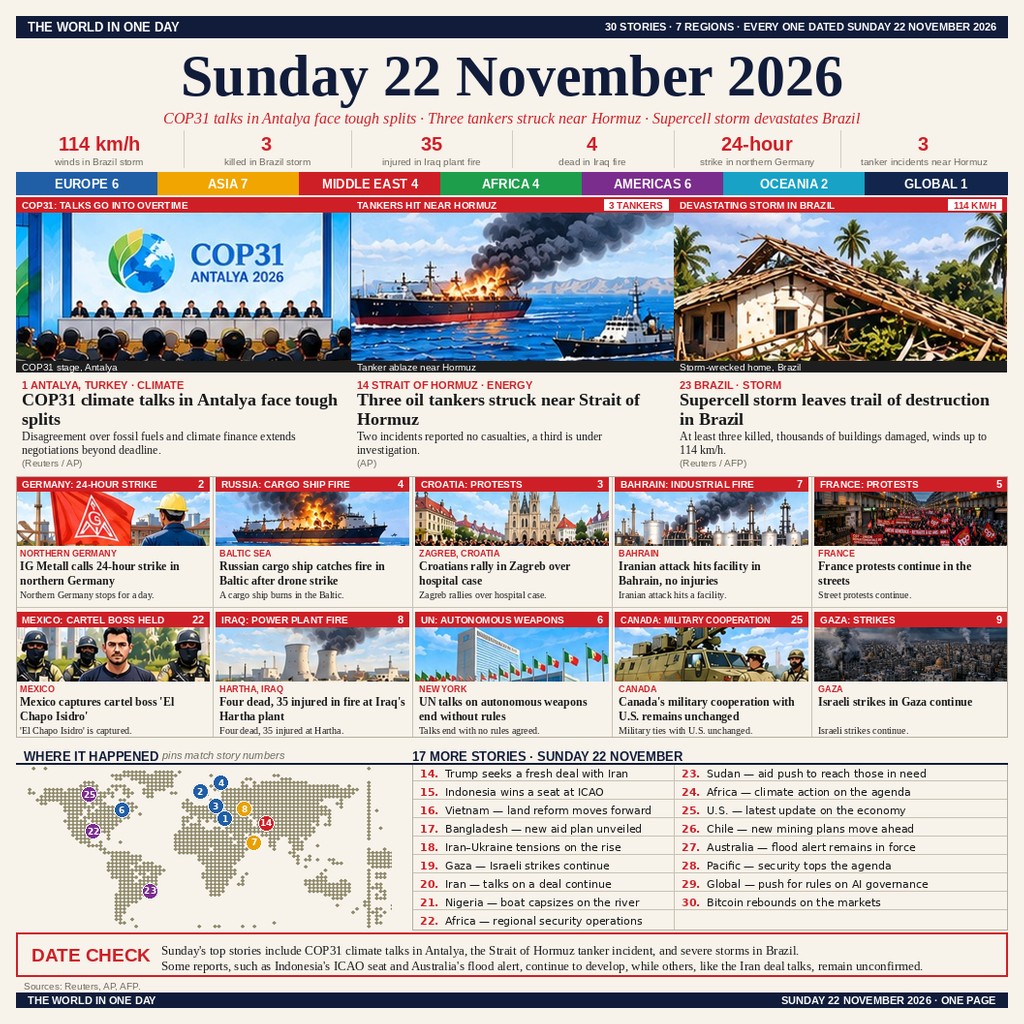 THE WORLD IN ONE DAY
30 STORIES · 7 REGIONS · EVERY ONE DATED SUNDAY 22 NOVEMBER 2026
Sunday 22 November 2026
COP31 talks in Antalya face tough splits · Three tankers struck near Hormuz · Supercell storm devastates Brazil
114 km/h
winds in Brazil storm
3
killed in Brazil storm
35
injured in Iraq plant fire
4
dead in Iraq fire
24-hour
strike in northern Germany
3
tanker incidents near Hormuz
EUROPE 6
ASIA 7
MIDDLE EAST 4
AFRICA 4
AMERICAS 6
OCEANIA 2
GLOBAL 1
COP31: TALKS GO INTO OVERTIME
COP31
ANTALYA 2026
COP31 stage, Antalya
1 ANTALYA, TURKEY · CLIMATE
COP31 climate talks in Antalya face tough
splits
Disagreement over fossil fuels and climate finance extends
negotiations beyond deadline.
(Reuters / AP)
TANKERS HIT NEAR HORMUZ
3 TANKERS
Tanker ablaze near Hormuz
14 STRAIT OF HORMUZ · ENERGY
Three oil tankers struck near Strait of
Hormuz
Two incidents reported no casualties, a third is under
investigation.
(AP)
DEVASTATING STORM IN BRAZIL
114 KM/H
Storm-wrecked home, Brazil
23 BRAZIL · STORM
Supercell storm leaves trail of destruction
in Brazil
At least three killed, thousands of buildings damaged, winds up to
114 km/h.
(Reuters / AFP)
GERMANY: 24-HOUR STRIKE 2
NORTHERN GERMANY
IG Metall calls 24-hour strike in
northern Germany
Northern Germany stops for a day.
RUSSIA: CARGO SHIP FIRE 4
BALTIC SEA
Russian cargo ship catches fire in
Baltic after drone strike
A cargo ship burns in the Baltic.
CROATIA: PROTESTS 3
ZAGREB, CROATIA
Croatians rally in Zagreb over
hospital case
Zagreb rallies over hospital case.
BAHRAIN: INDUSTRIAL FIRE 7
BAHRAIN
Iranian attack hits facility in
Bahrain, no injuries
Iranian attack hits a facility.
FRANCE: PROTESTS 5
FRANCE
France protests continue in the
streets
Street protests continue.
MEXICO: CARTEL BOSS HELD 22
MEXICO
Mexico captures cartel boss 'El
Chapo Isidro'
'El Chapo Isidro' is captured.
IRAQ: POWER PLANT FIRE 8
HARTHA, IRAQ
Four dead, 35 injured in fire at Iraq's
Hartha plant
Four dead, 35 injured at Hartha.
UN: AUTONOMOUS WEAPONS 6
NEW YORK
UN talks on autonomous weapons
end without rules
Talks end with no rules agreed.
CANADA: MILITARY COOPERATION 25
CANADA
Canada's military cooperation with
U.S. remains unchanged
Military ties with U.S. unchanged.
GAZA: STRIKES 9
GAZA
Israeli strikes in Gaza continue
Israeli strikes continue.
WHERE IT HAPPENED pins match story numbers
4
2
25
3
8
6
1
14
22
7
23
17 MORE STORIES · SUNDAY 22 NOVEMBER
14. Trump seeks a fresh deal with Iran
15. Indonesia wins a seat at ICAO
16. Vietnam — land reform moves forward
17. Bangladesh — new aid plan unveiled
18. Iran–Ukraine tensions on the rise
19. Gaza — Israeli strikes continue
20. Iran — talks on a deal continue
21. Nigeria — boat capsizes on the river
22. Africa — regional security operations
23. Sudan — aid push to reach those in need
24. Africa — climate action on the agenda
25. U.S. — latest update on the economy
26. Chile — new mining plans move ahead
27. Australia — flood alert remains in force
28. Pacific — security tops the agenda
29. Global — push for rules on AI governance
30. Bitcoin rebounds on the markets
DATE CHECK
Sunday's top stories include COP31 climate talks in Antalya, the Strait of Hormuz tanker incident, and severe storms in Brazil.
Some reports, such as Indonesia's ICAO seat and Australia's flood alert, continue to develop, while others, like the Iran deal talks, remain unconfirmed.
Sources: Reuters, AP, AFP.
THE WORLD IN ONE DAY
SUNDAY 22 NOVEMBER 2026 · ONE PAGE